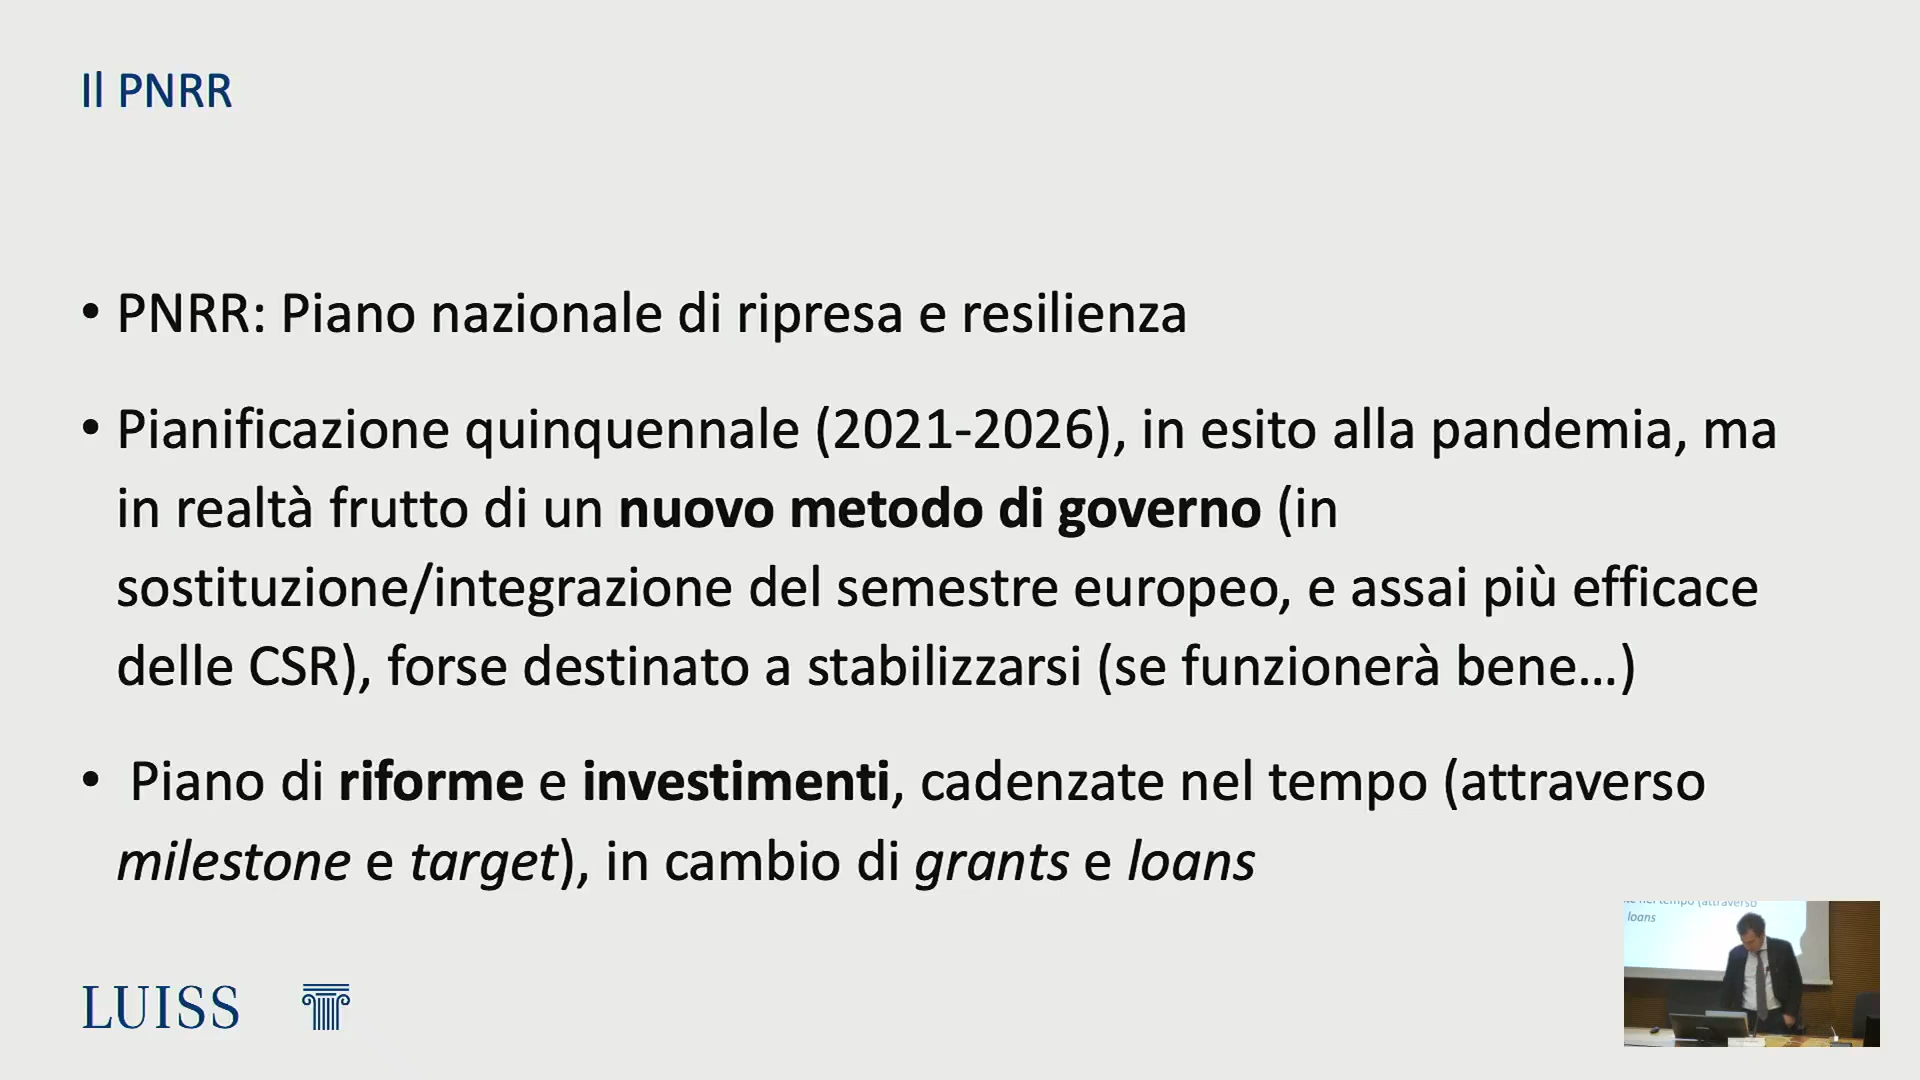 Il PNRR
• PNRR: Piano nazionale di ripresa e resilienza
• Pianificazione quinquennale (2021-2026), in esito alla pandemia, ma
in realtà frutto di un nuovo metodo di governo (in
sostituzione/integrazione del semestre europeo, e assai più efficace
delle CSR), forse destinato a stabilizzarsi (se funzionerà bene...)
• Piano di riforme e investimenti, cadenzate nel tempo (attraverso
milestone e target), in cambio di grants e loans
LUISS
nel tempo (attraverso
loans